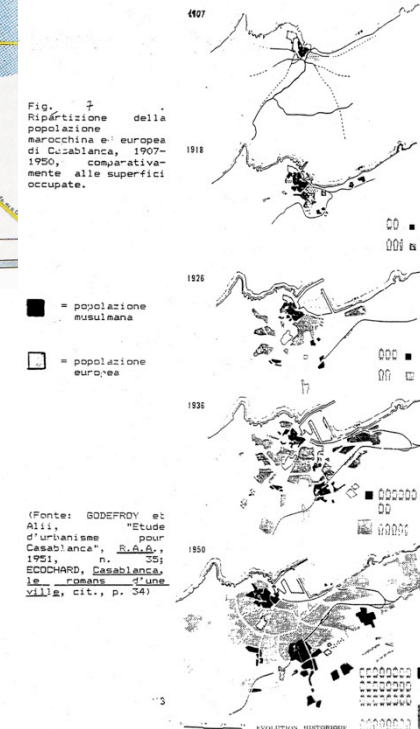 Fig. 7 .
Ripartizione della
popolazione
marocchina e europea
di Casablanca, 1907-
1950, comparativa-
mente alle superfici
occupate.
= popolazione
musulmana
= popolazione
europea
(Fonte: GODEFROY et
Alii, "Etude
d'urbanisme pour
Casablanca", R.A.A.,
1951, n. 35;
ECOCHARD, Casablanca,
le romans d'une
ville, cit., p. 34)
3
1907
1918
1926
1936
1950
EVOLUTION HISTORIQUE